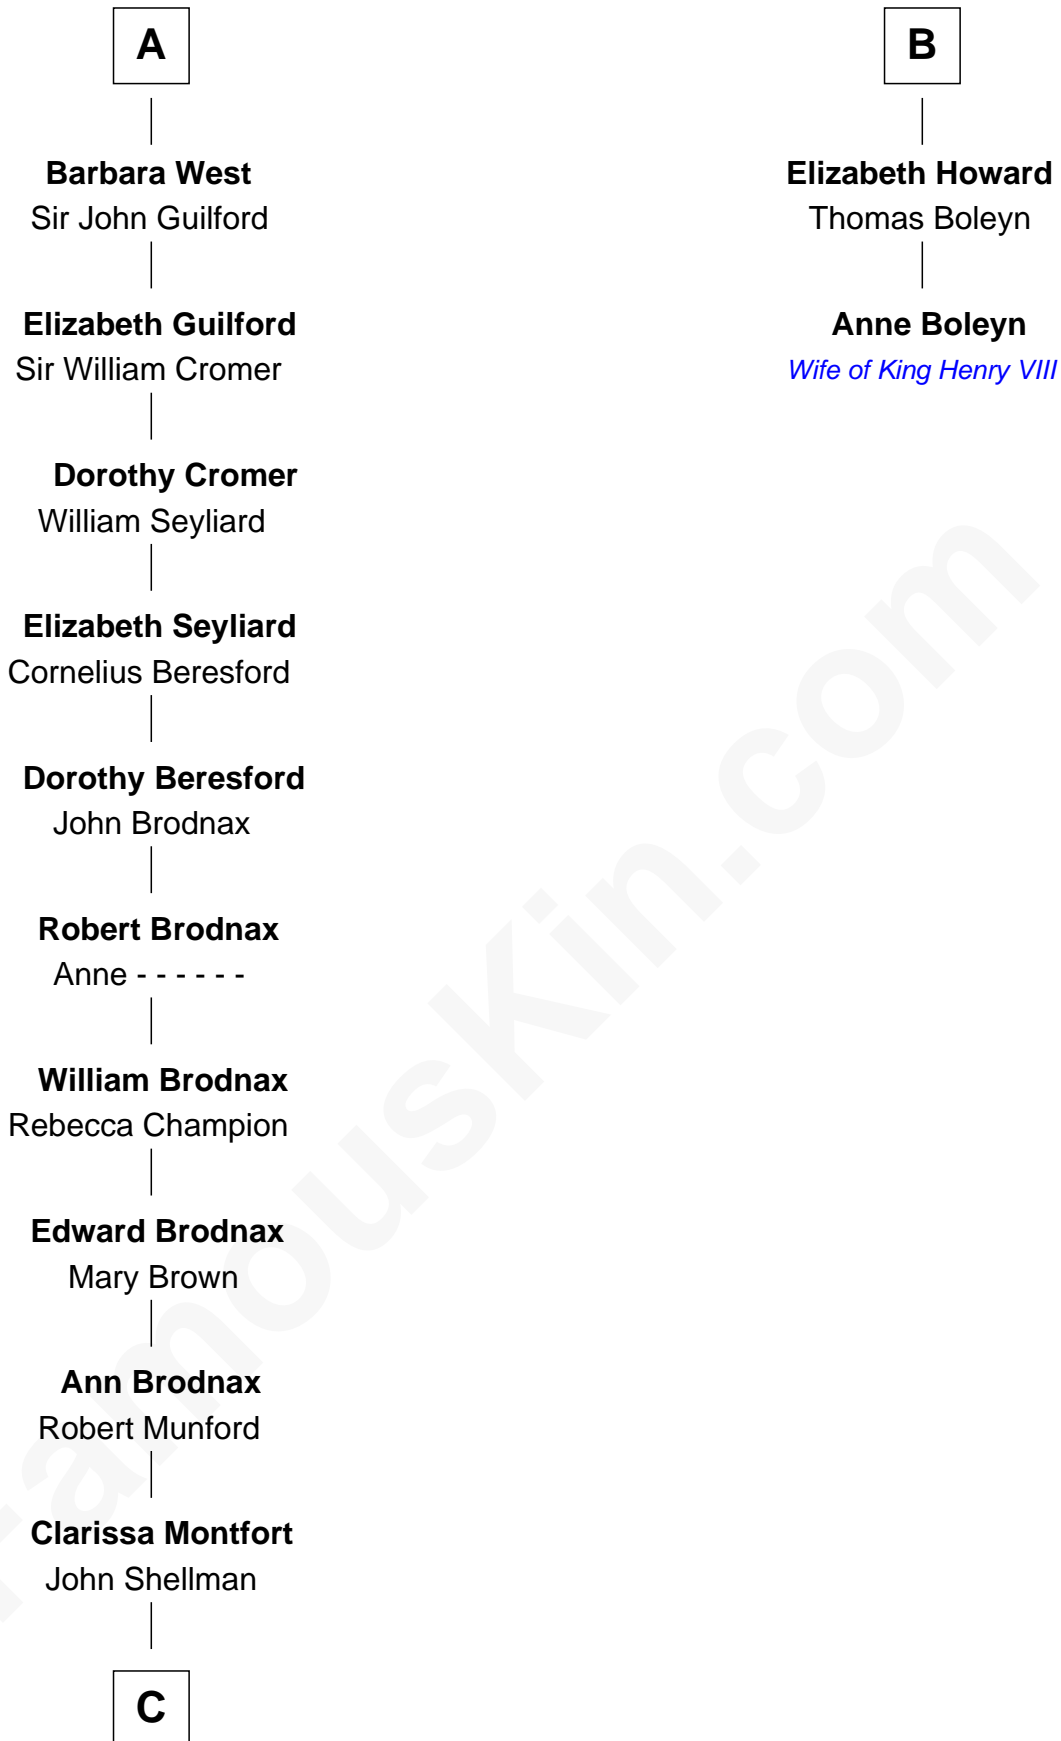 A
B
Barbara West
Sir John Guilford
Elizabeth Howard
Thomas Boleyn
Elizabeth Guilford
Sir William Cromer
Anne Boleyn
Wife of King Henry VIII
Dorothy Cromer
William Seyliard
Elizabeth Seyliard
Cornelius Beresford
Dorothy Beresford
John Brodnax
Robert Brodnax
Anne - - - - - -
William Brodnax
Rebecca Champion
Edward Brodnax
Mary Brown
Ann Brodnax
Robert Munford
Clarissa Montfort
John Shellman
C
FamousKin.com